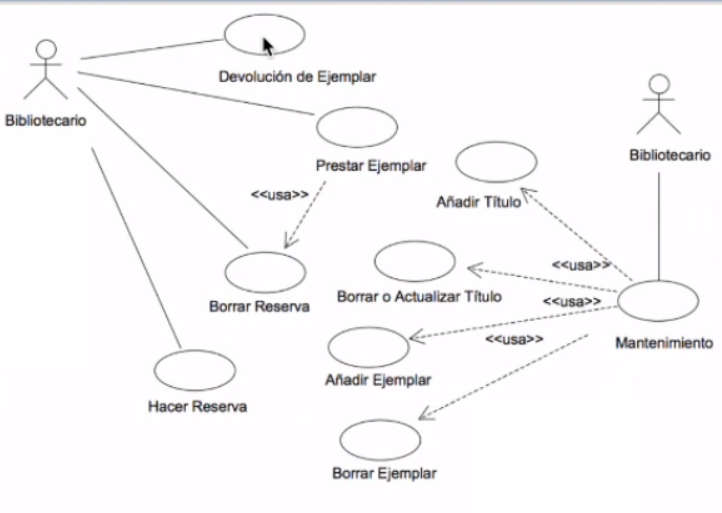 Devolución de Ejemplar
Bibliotecario
Prestar Ejemplar
Bibliotecario
<<usa>>
Añadir Título
<<usa>>
Borrar Reserva
Borrar o Actualizar Título
<<usa>>
<<usa>>
Mantenimiento
Añadir Ejemplar
Hacer Reserva
Borrar Ejemplar